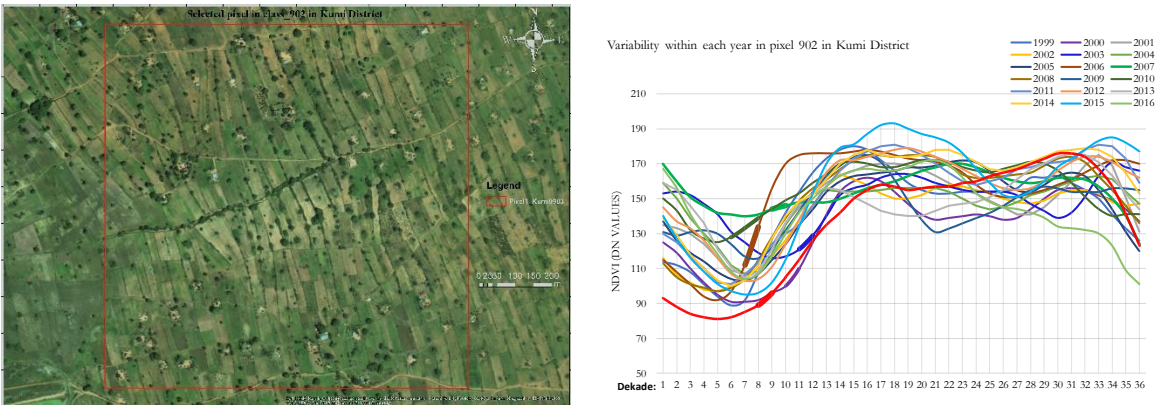 Selected pixel in class_902 in Kumi District
N
W
Legend
Variability within each year in pixel 902 in Kumi District
1999 2000 2001
2002 2003 2004
2005 2006 2007
2008 2009 2010
2011 2012 2013
2014 2015 2016
NDVI (DN VALUES)
210
190
170
150
130
110
90
70
50
Dekade: 1 2 3 4 5 6 7 8 9 10 11 12 13 14 15 16 17 18 19 20 21 22 23 24 25 26 27 28 29 30 31 32 33 34 35 36